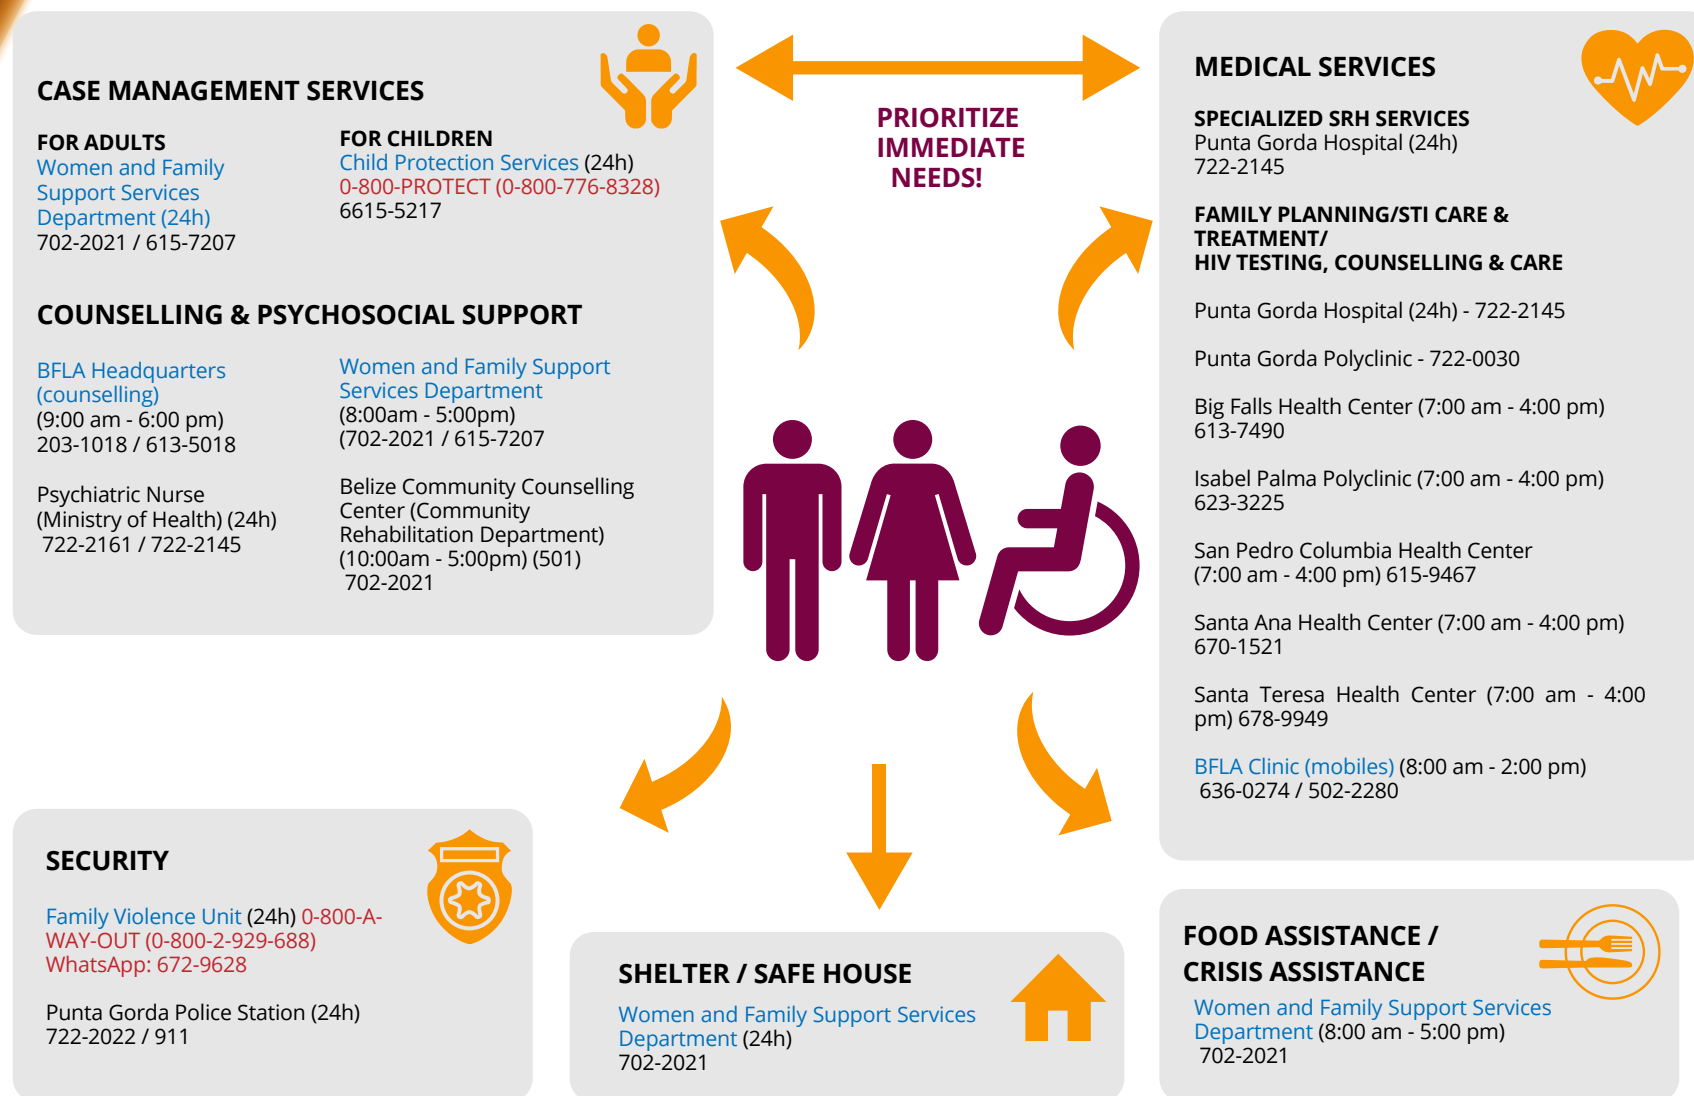 CASE MANAGEMENT SERVICES
FOR ADULTS
Women and Family
Support Services
Department (24h)
702-2021 / 615-7207
FOR CHILDREN
Child Protection Services (24h)
0-800-PROTECT (0-800-776-8328)
6615-5217
COUNSELLING & PSYCHOSOCIAL SUPPORT
BFLA Headquarters
(counselling)
(9:00 am - 6:00 pm)
203-1018 / 613-5018
Psychiatric Nurse
(Ministry of Health) (24h)
722-2161 / 722-2145
Women and Family Support
Services Department
(8:00am - 5:00pm)
(702-2021 / 615-7207
Belize Community Counselling
Center (Community
Rehabilitation Department)
(10:00am - 5:00pm) (501)
702-2021
PRIORITIZE
IMMEDIATE
NEEDS!
MEDICAL SERVICES
SPECIALIZED SRH SERVICES
Punta Gorda Hospital (24h)
722-2145
FAMILY PLANNING/STI CARE &
TREATMENT/
HIV TESTING, COUNSELLING & CARE
Punta Gorda Hospital (24h) - 722-2145
Punta Gorda Polyclinic - 722-0030
Big Falls Health Center (7:00 am - 4:00 pm)
613-7490
Isabel Palma Polyclinic (7:00 am - 4:00 pm)
623-3225
San Pedro Columbia Health Center
(7:00 am - 4:00 pm) 615-9467
Santa Ana Health Center (7:00 am - 4:00 pm)
670-1521
Santa Teresa Health Center (7:00 am - 4:00
pm) 678-9949
BFLA Clinic (mobiles) (8:00 am - 2:00 pm)
636-0274 / 502-2280
SECURITY
Family Violence Unit (24h) 0-800-A-
WAY-OUT (0-800-2-929-688)
WhatsApp: 672-9628
Punta Gorda Police Station (24h)
722-2022 / 911
SHELTER / SAFE HOUSE
Women and Family Support Services
Department (24h)
702-2021
FOOD ASSISTANCE /
CRISIS ASSISTANCE
Women and Family Support Services
Department (8:00 am - 5:00 pm)
702-2021